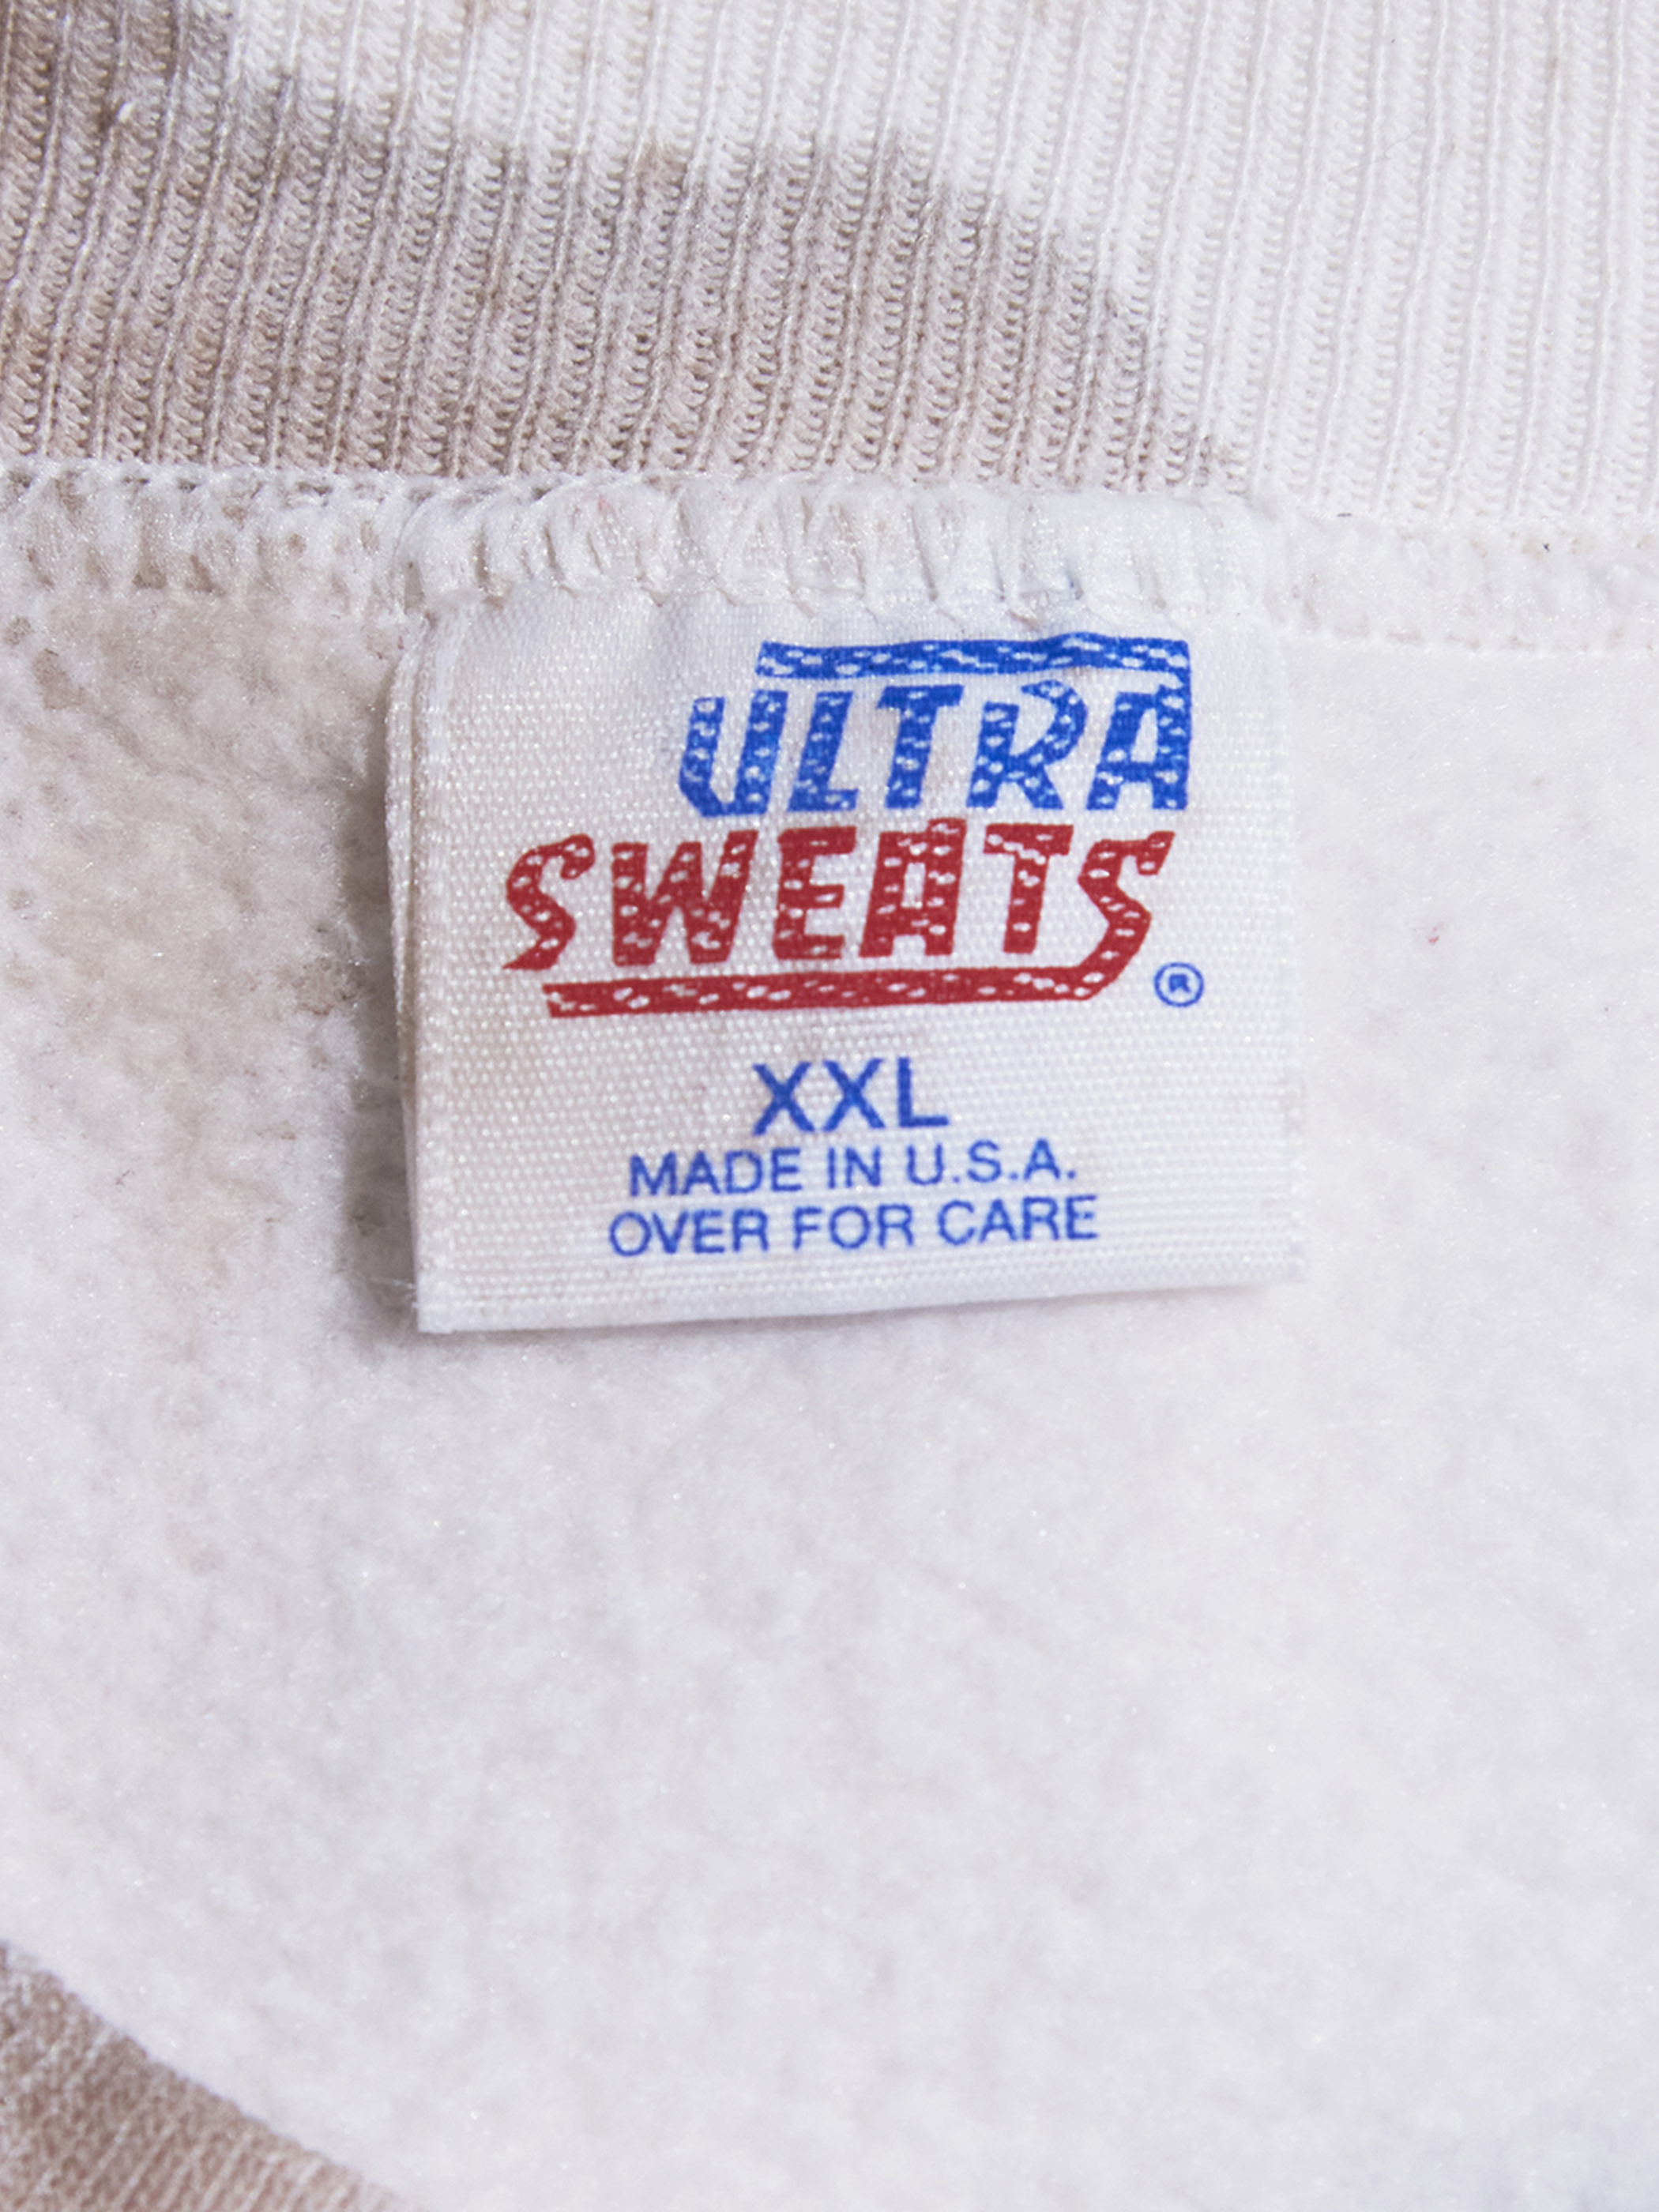 ULTRA
SWEATS®
XXL
MADE IN U.S.A.
OVER FOR CARE